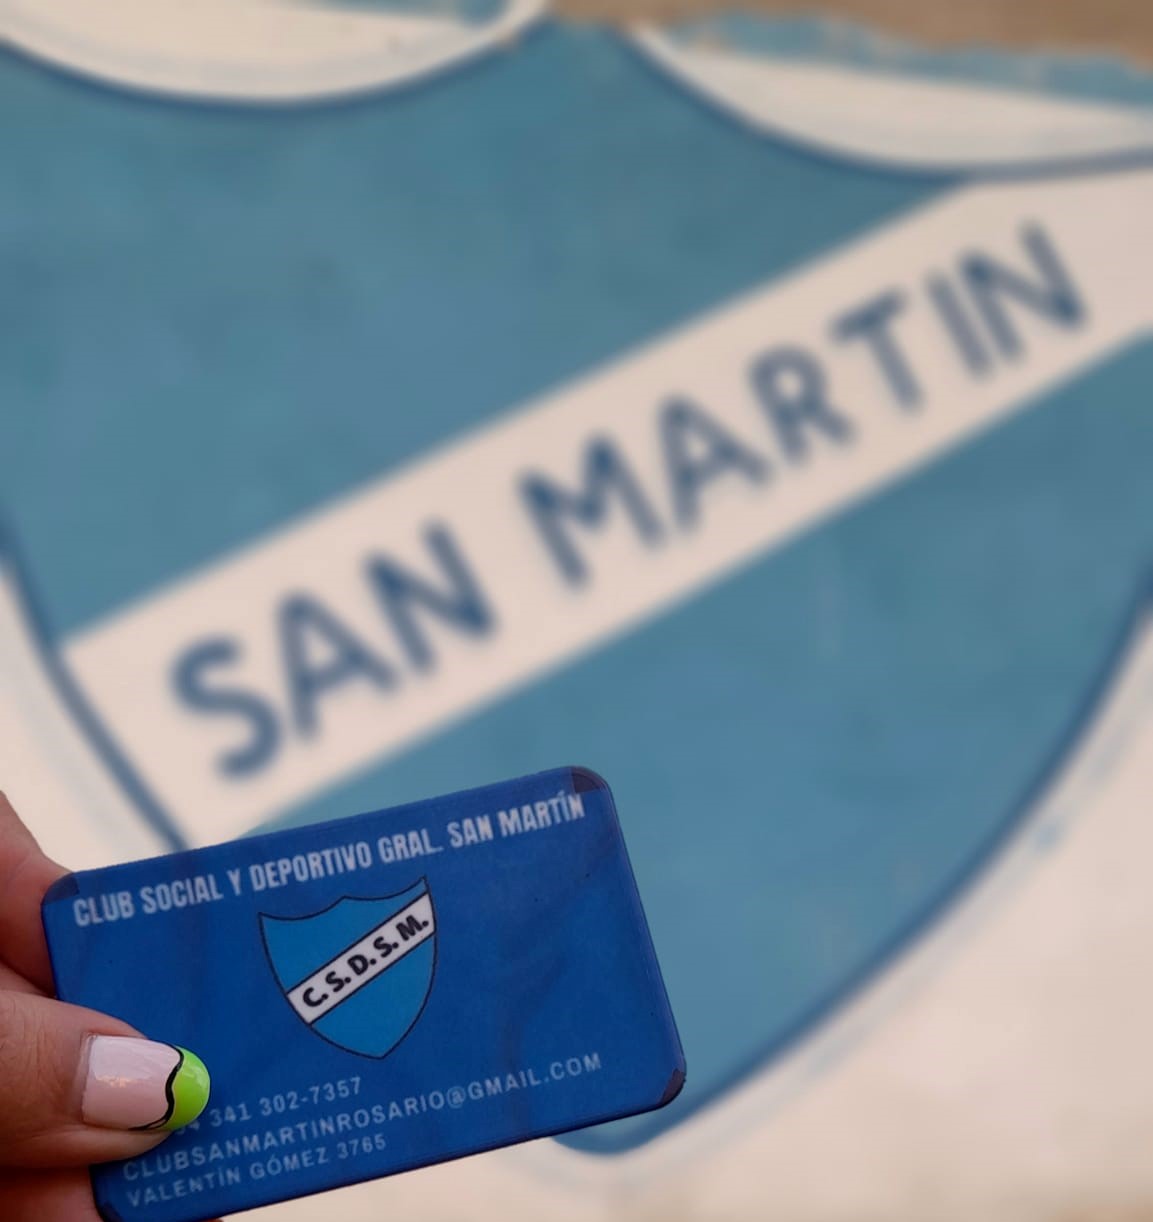 SAN MARTIN
CLUB SOCIAL Y DEPORTIVO GRAL. SAN MARTÍN
C.S.D.S.M.
341 302-7357
CLUBSANMARTINROSARIO@GMAIL.COM
VALENTÍN GÓMEZ 3765